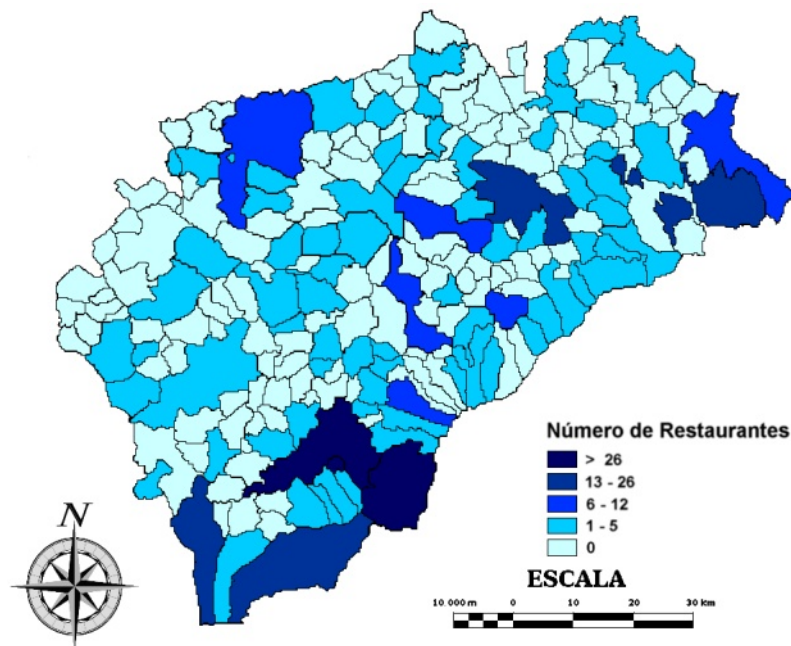 Número de Restaurantes
> 26
13 - 26
6 - 12
1 - 5
0
N
ESCALA
10 000 m 0 10 20 30 km